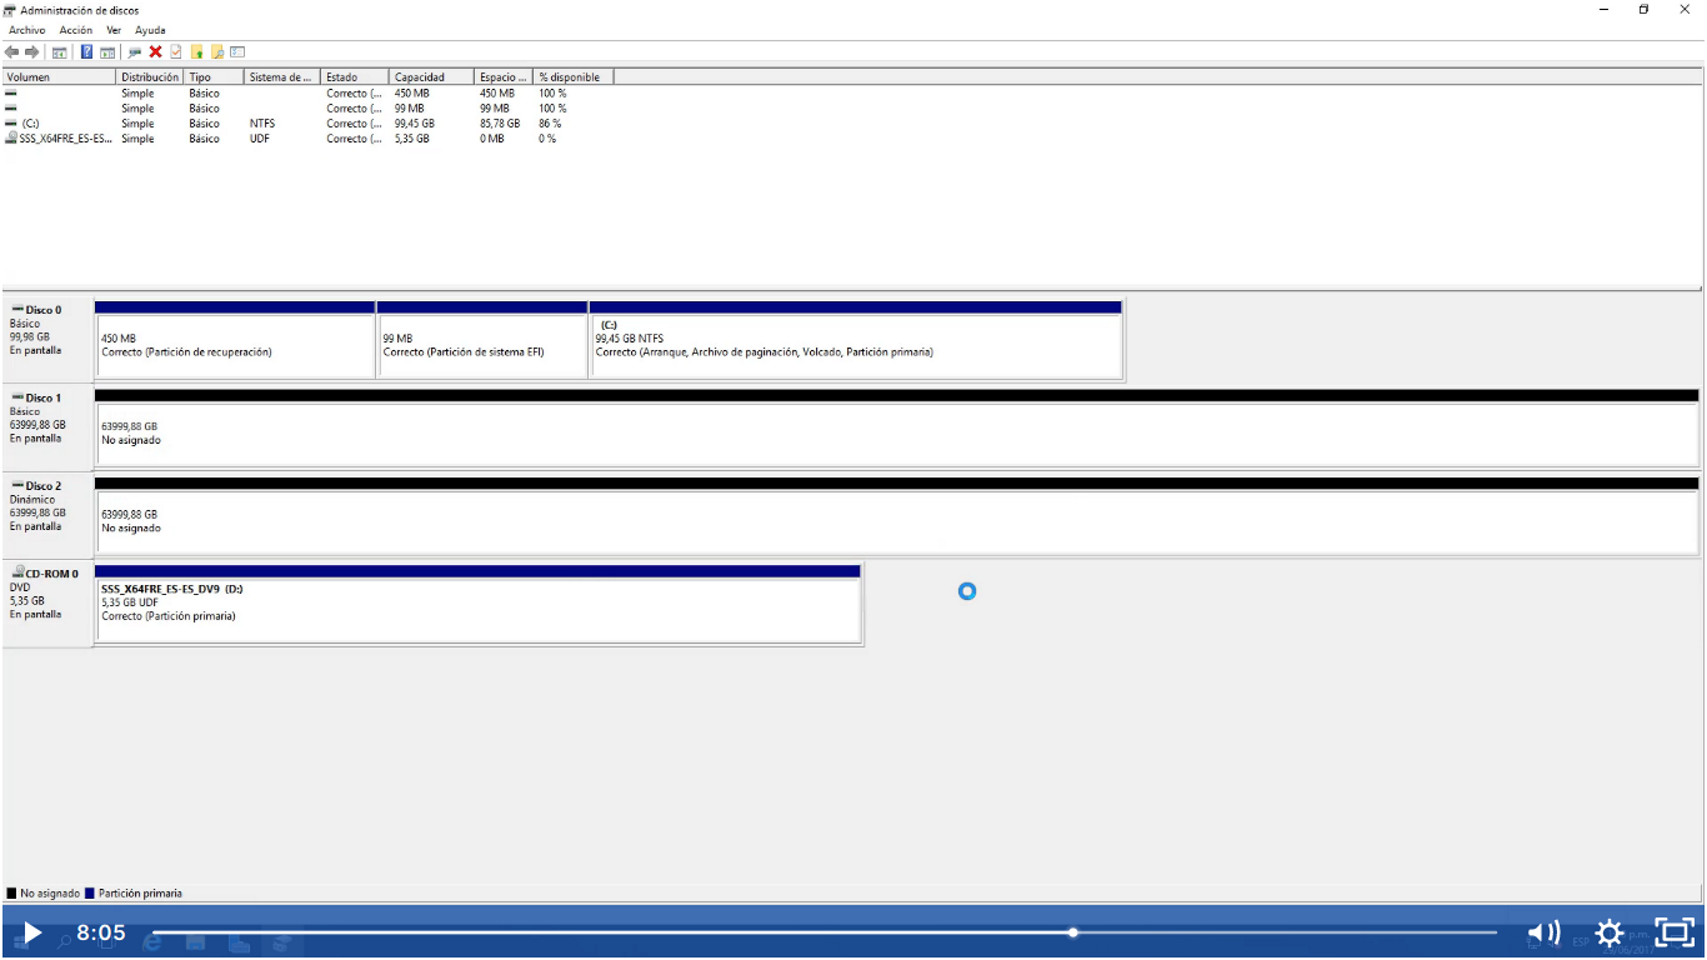 Administración de discos
Archivo Acción Ver Ayuda
Volumen Distribución Tipo Sistema de ... Estado Capacidad Espacio ... % disponible
Simple Básico Correcto (... 450 MB 450 MB 100 %
Simple Básico Correcto (... 99 MB 99 MB 100 %
(C:) Simple Básico NTFS Correcto (... 99,45 GB 85,78 GB 86 %
SSS_X64FRE_ES-ES... Simple Básico UDF Correcto (... 5,35 GB 0 MB 0 %
Disco 0
Básico
99,98 GB
En pantalla
450 MB
Correcto (Partición de recuperación)
99 MB
Correcto (Partición de sistema EFI)
(C:)
99,45 GB NTFS
Correcto (Arranque, Archivo de paginación, Volcado, Partición primaria)
Disco 1
Básico
63999,88 GB
En pantalla
63999,88 GB
No asignado
Disco 2
Dinámico
63999,88 GB
En pantalla
63999,88 GB
No asignado
CD-ROM 0
DVD
5,35 GB
En pantalla
SSS_X64FRE_ES-ES_DV9 (D:)
5,35 GB UDF
Correcto (Partición primaria)
No asignado Partición primaria
8:05
ESP p.m.